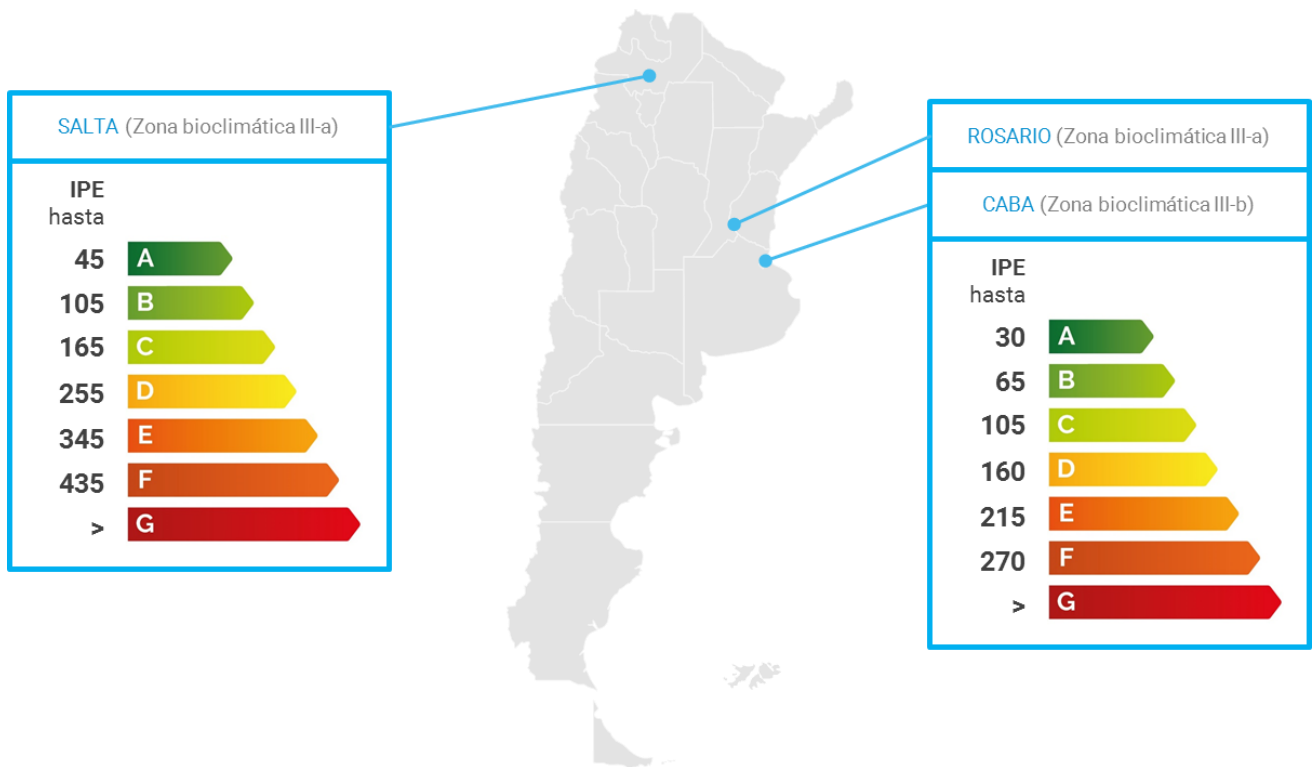 SALTA (Zona bioclimática III-a)
IPE
hasta
45 A
105 B
165 C
255 D
345 E
435 F
> G
ROSARIO (Zona bioclimática III-a)
CABA (Zona bioclimática III-b)
IPE
hasta
30 A
65 B
105 C
160 D
215 E
270 F
> G